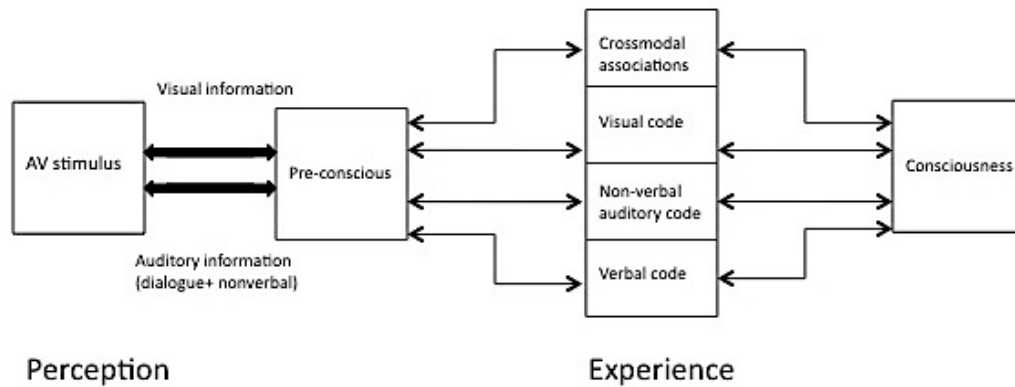 Crossmodal
associations
Visual information
Visual code
AV stimulus
Pre-conscious
Consciousness
Non-verbal
auditory code
Auditory information
(dialogue+ nonverbal)
Verbal code
Perception
Experience